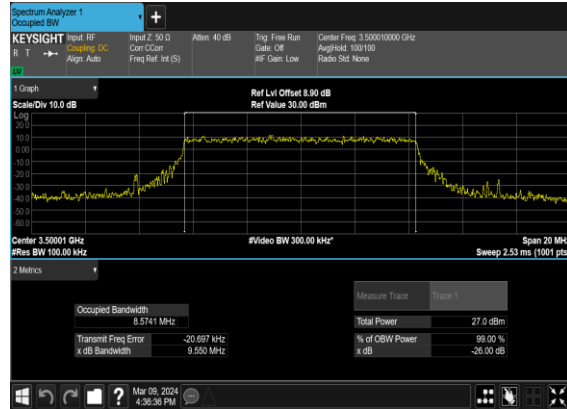 Spectrum Analyzer 1
Occupied BW
+
KEYSIGHT Input: RF Input Z: 50 Ω Atten: 40 dB Trig: Free Run Center Freq: 3.500010000 GHz
R T Coupling: DC Corr CCorr Gate: Off Avg|Hold: 100/100
Align: Auto Freq Ref: Int (S) #IF Gain: Low Radio Std: None
1 Graph
Ref Lvl Offset 8.90 dB
Scale/Div 10.0 dB Ref Value 30.00 dBm
Log
20.0
10.0
0.00
-10.0
-20.0
-30.0
-40.0
-50.0
-60.0
Center 3.50001 GHz #Video BW 300.00 kHz* Span 20 MHz
#Res BW 100.00 kHz Sweep 2.53 ms (1001 pts
2 Metrics
Measure Trace Trace 1
Occupied Bandwidth
8.5741 MHz Total Power 27.0 dBm
Transmit Freq Error -20.697 kHz % of OBW Power 99.00 %
x dB Bandwidth 9.550 MHz x dB -26.00 dB
? Mar 09, 2024
4:36:36 PM